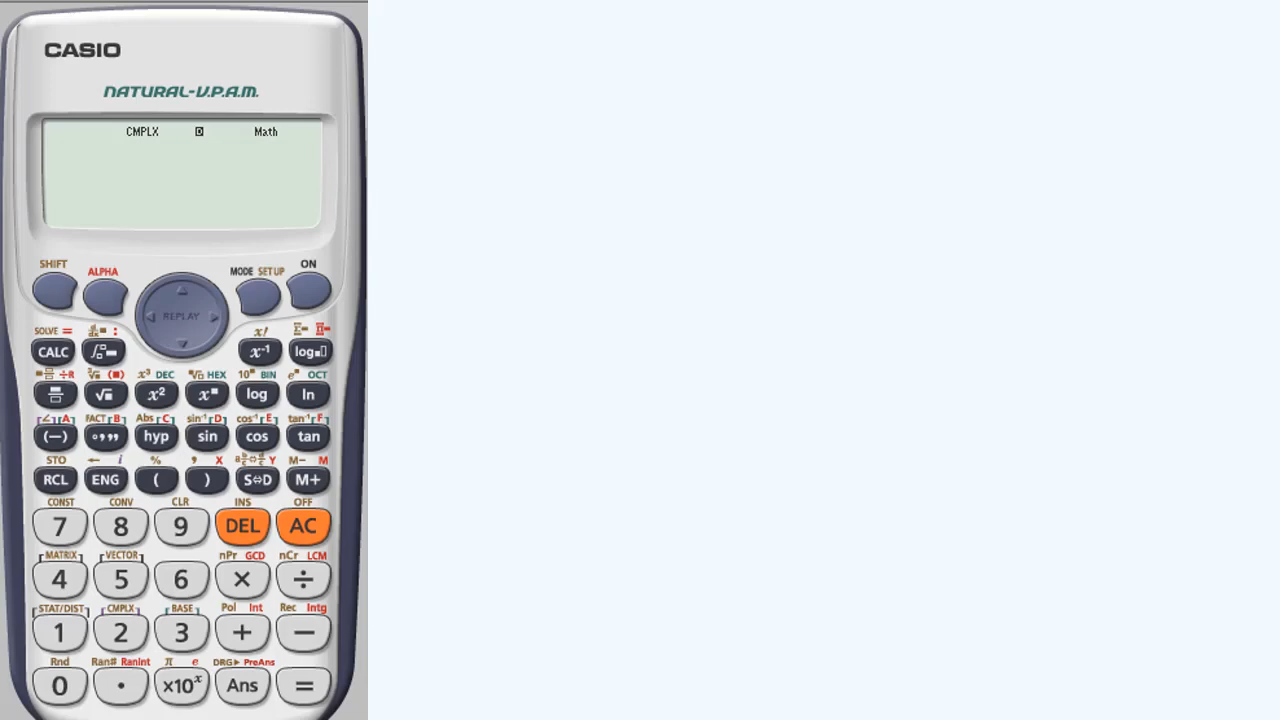 CASIO
NATURAL-V.P.A.M.
CMPLX D Math
SHIFT ALPHA MODE SETUP ON
REPLAY
SOLVE = d/dx : x! Σ Π
CALC x⁻¹ log
÷R ³√ (■) x³ DEC HEX 10 BIN e OCT
√ x² x log ln
∠ A FACT B Abs C sin⁻¹ D cos⁻¹ E tan⁻¹ F
(−) °,,, hyp sin cos tan
STO ← i % , X a b/c⇔d/c Y M− M
RCL ENG ( ) S⇔D M+
CONST CONV CLR INS OFF
7 8 9 DEL AC
MATRIX VECTOR nPr GCD nCr LCM
4 5 6 × ÷
STAT/DIST CMPLX BASE Pol Int Rec Intg
1 2 3 + −
Rnd Ran# RanInt π e DRG▶ PreAns
0 . ×10ˣ Ans =